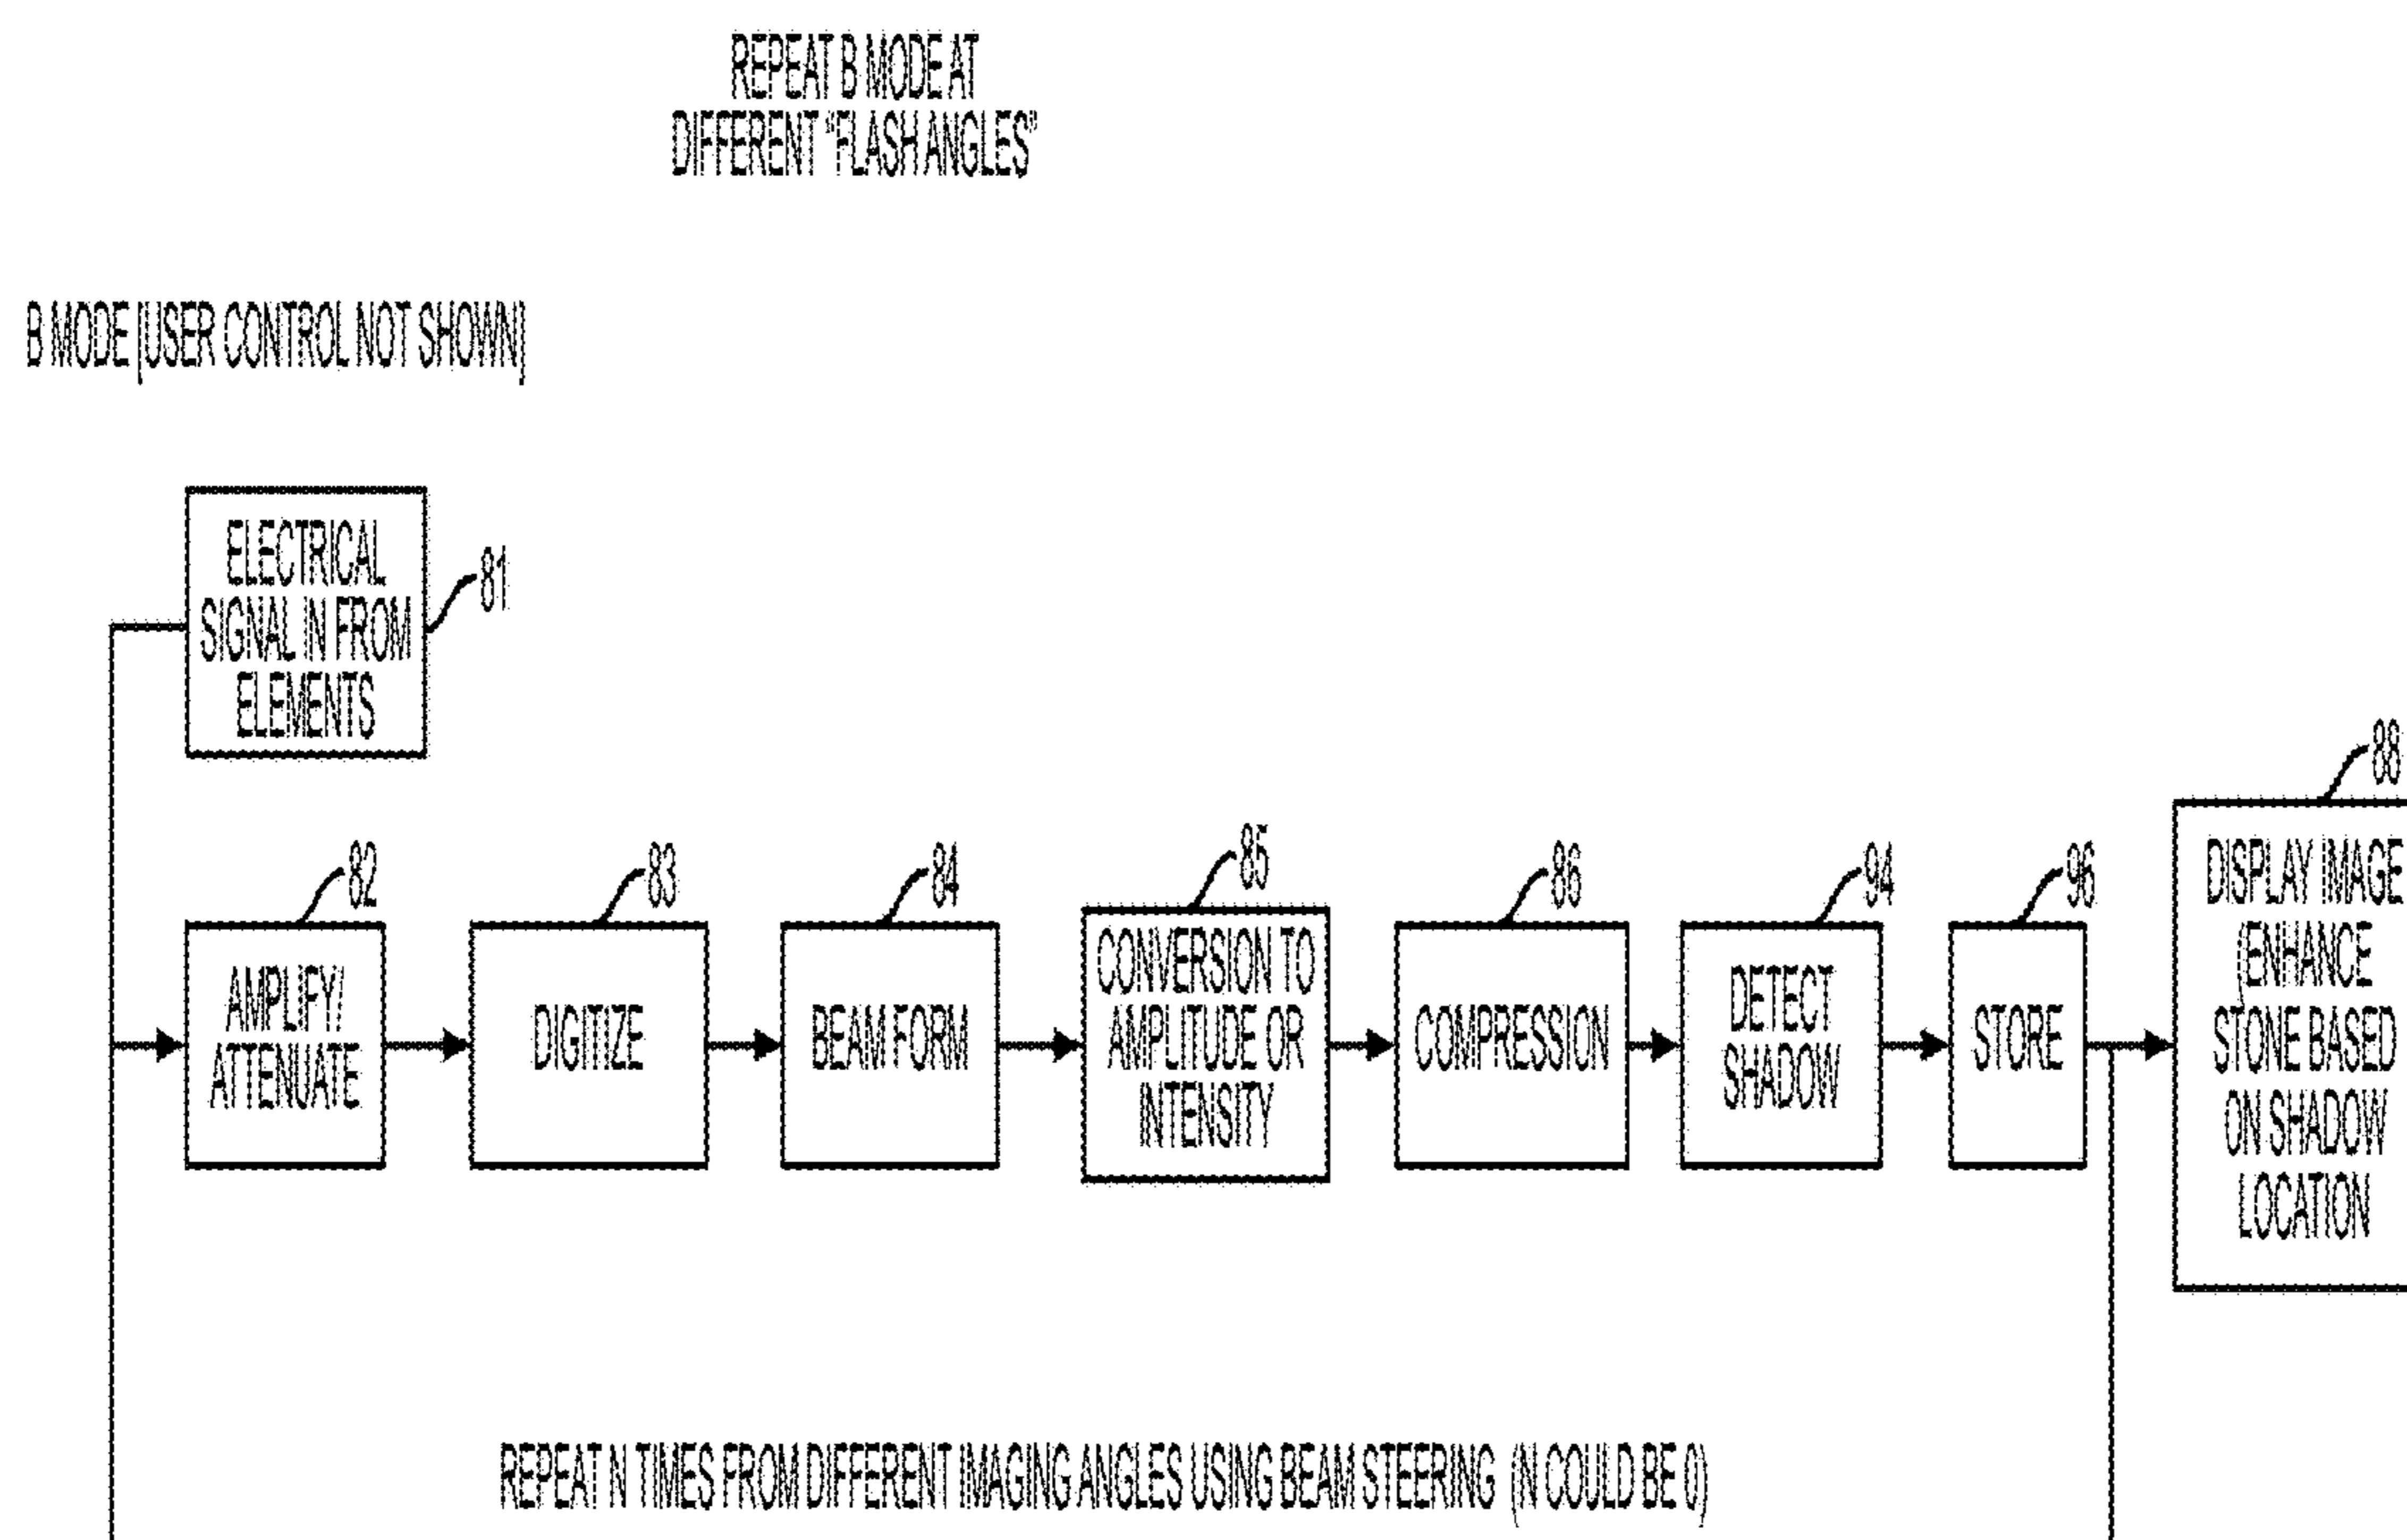 REPEAT B MODE AT
DIFFERENT "FLASH ANGLES"
B MODE [USER CONTROL NOT SHOWN]
ELECTRICAL
SIGNAL IN FROM
ELEMENTS
81
88
82
83
84
85
86
94
96
AMPLIFY/
ATTENUATE
DIGITIZE
BEAM FORM
CONVERSION TO
AMPLITUDE OR
INTENSITY
COMPRESSION
DETECT
SHADOW
STORE
DISPLAY IMAGE
(ENHANCE
STONE BASED
ON SHADOW
LOCATION
REPEAT N TIMES FROM DIFFERENT IMAGING ANGLES USING BEAM STEERING (N COULD BE 0)